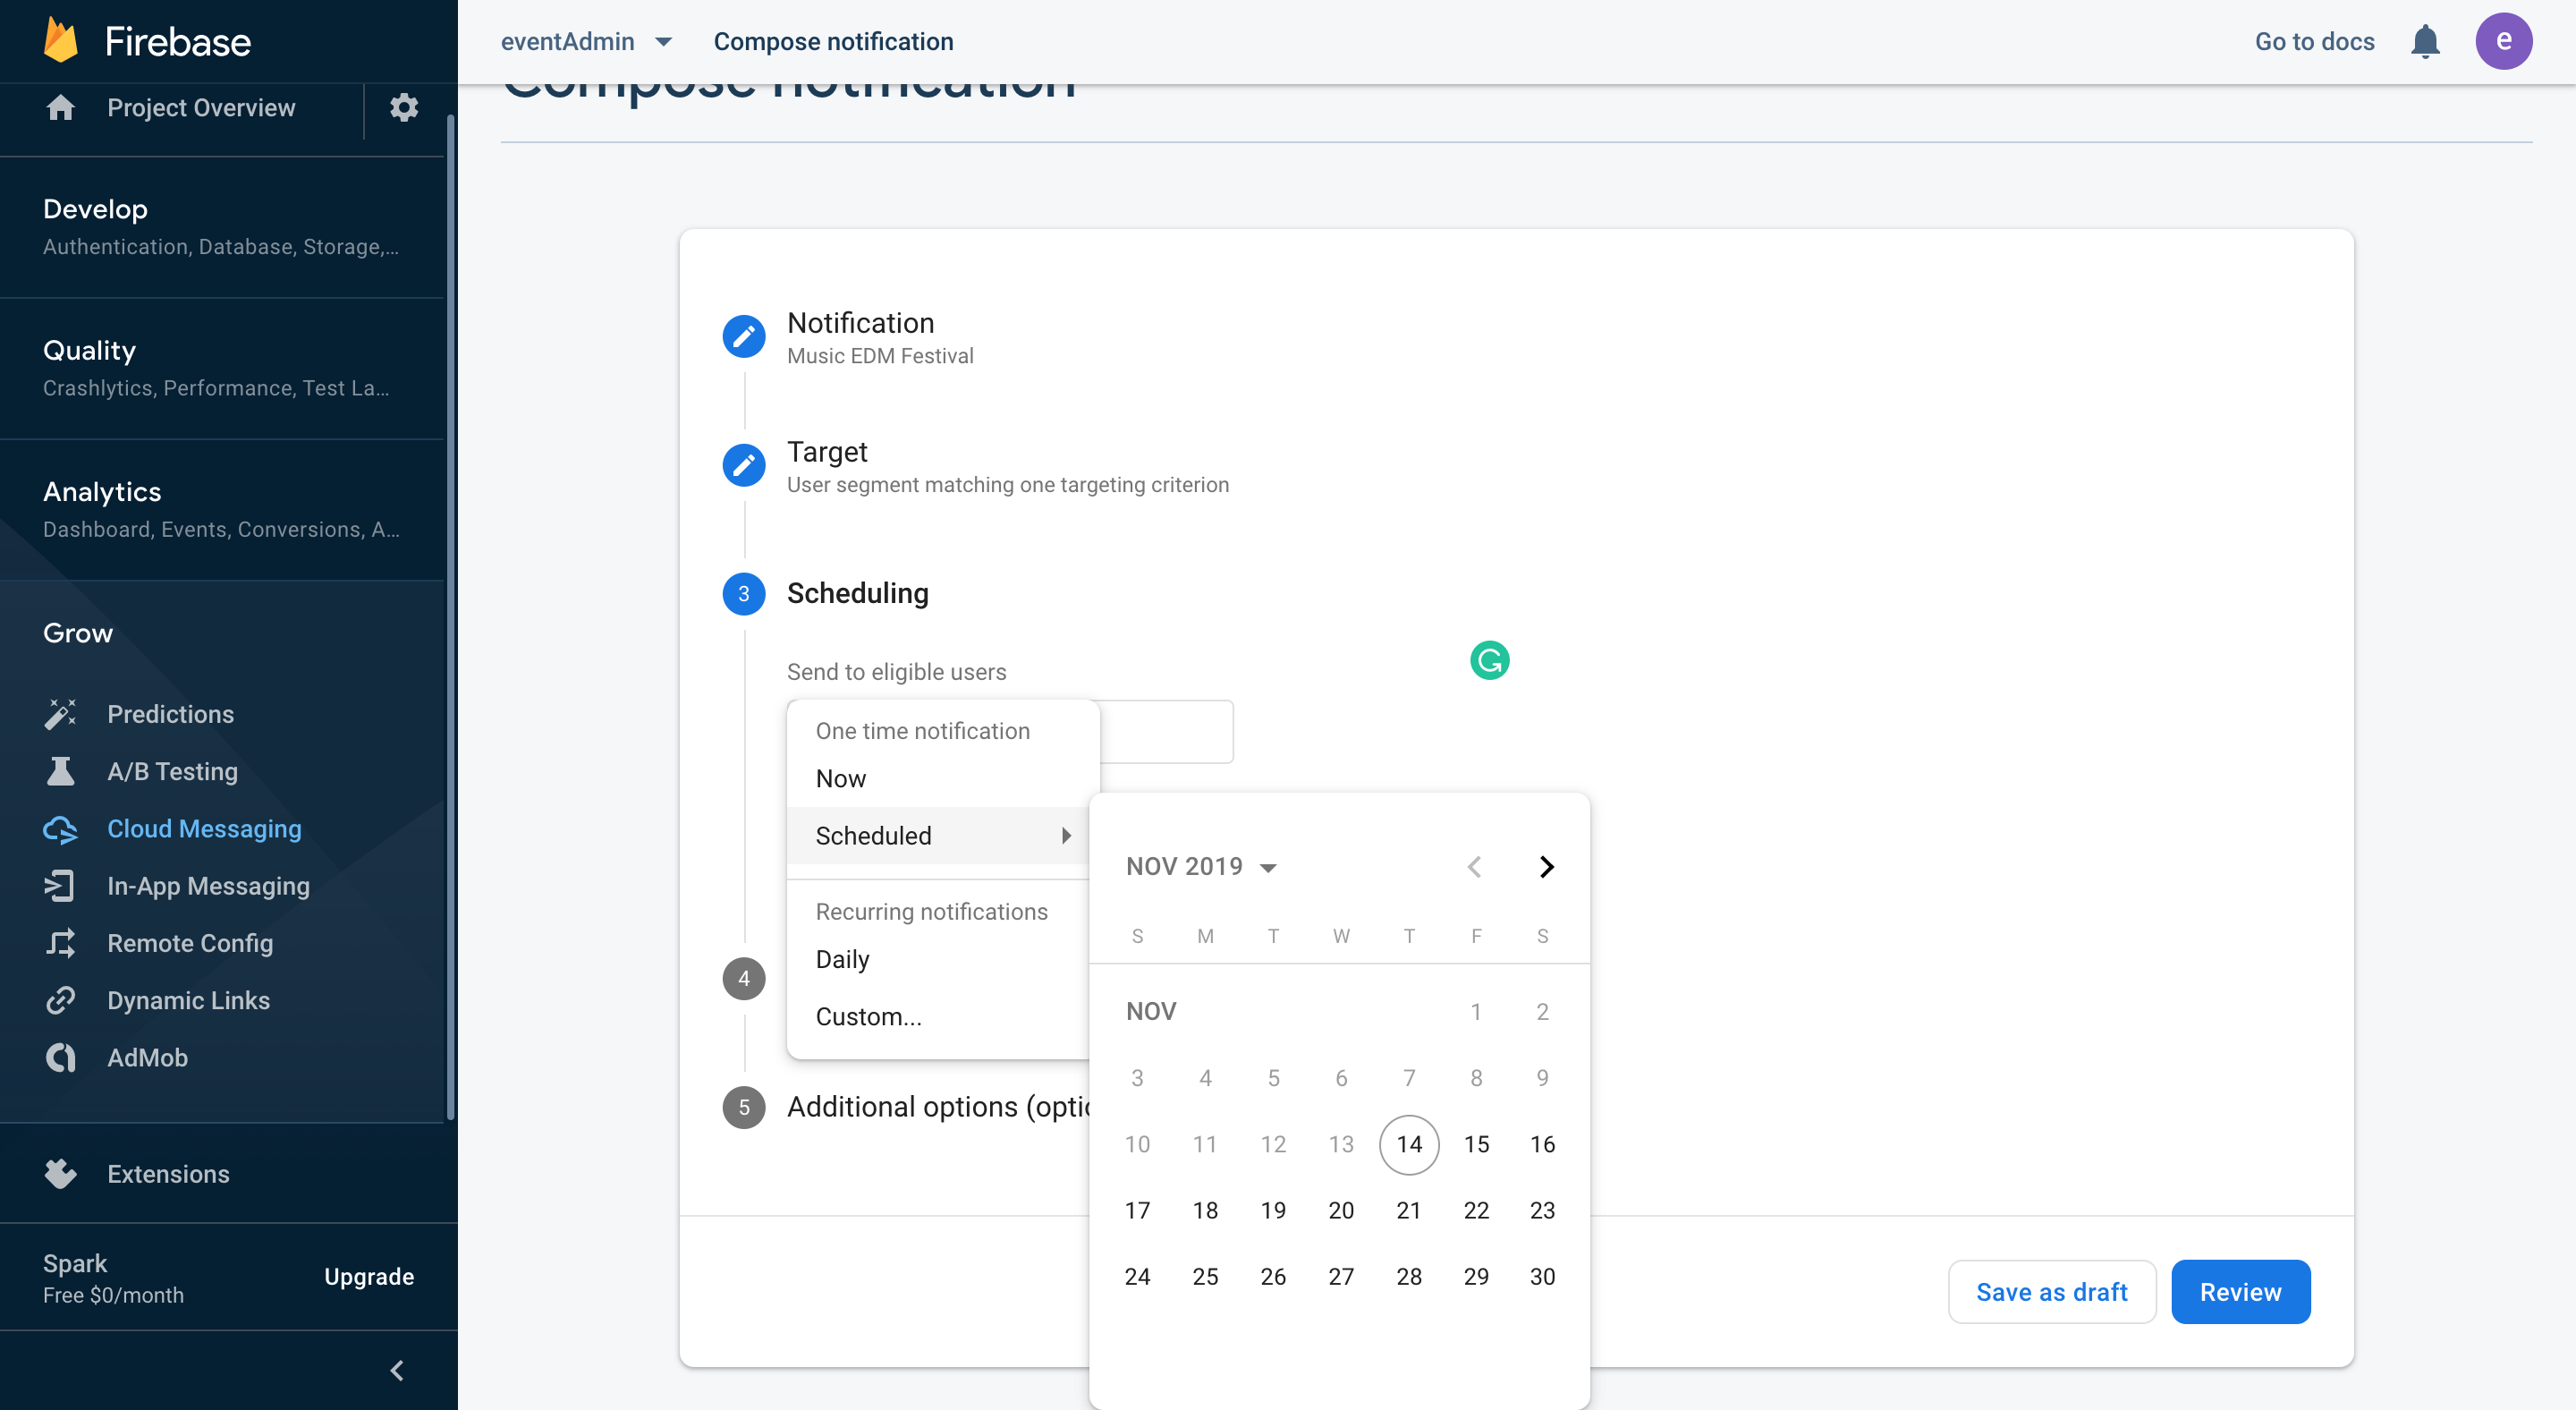 Firebase
Project Overview
Develop
Authentication, Database, Storage,...
Quality
Crashlytics, Performance, Test La...
Analytics
Dashboard, Events, Conversions, A...
Grow
Predictions
A/B Testing
Cloud Messaging
In-App Messaging
Remote Config
Dynamic Links
AdMob
Extensions
Spark
Free $0/month
Upgrade
eventAdmin
Compose notification
Go to docs
e
Compose notification
Notification
Music EDM Festival
Target
User segment matching one targeting criterion
3 Scheduling
Send to eligible users
One time notification
Now
Scheduled
Recurring notifications
Daily
Custom...
4
5 Additional options (optic
NOV 2019
S M T W T F S
NOV 1 2
3 4 5 6 7 8 9
10 11 12 13 14 15 16
17 18 19 20 21 22 23
24 25 26 27 28 29 30
Save as draft
Review